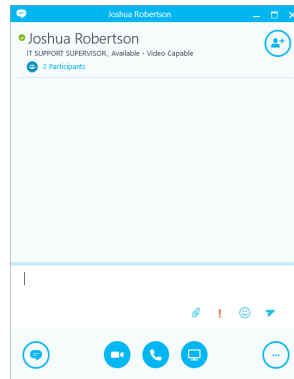 Joshua Robertson
Joshua Robertson
IT SUPPORT SUPERVISOR, Available - Video Capable
2 Participants